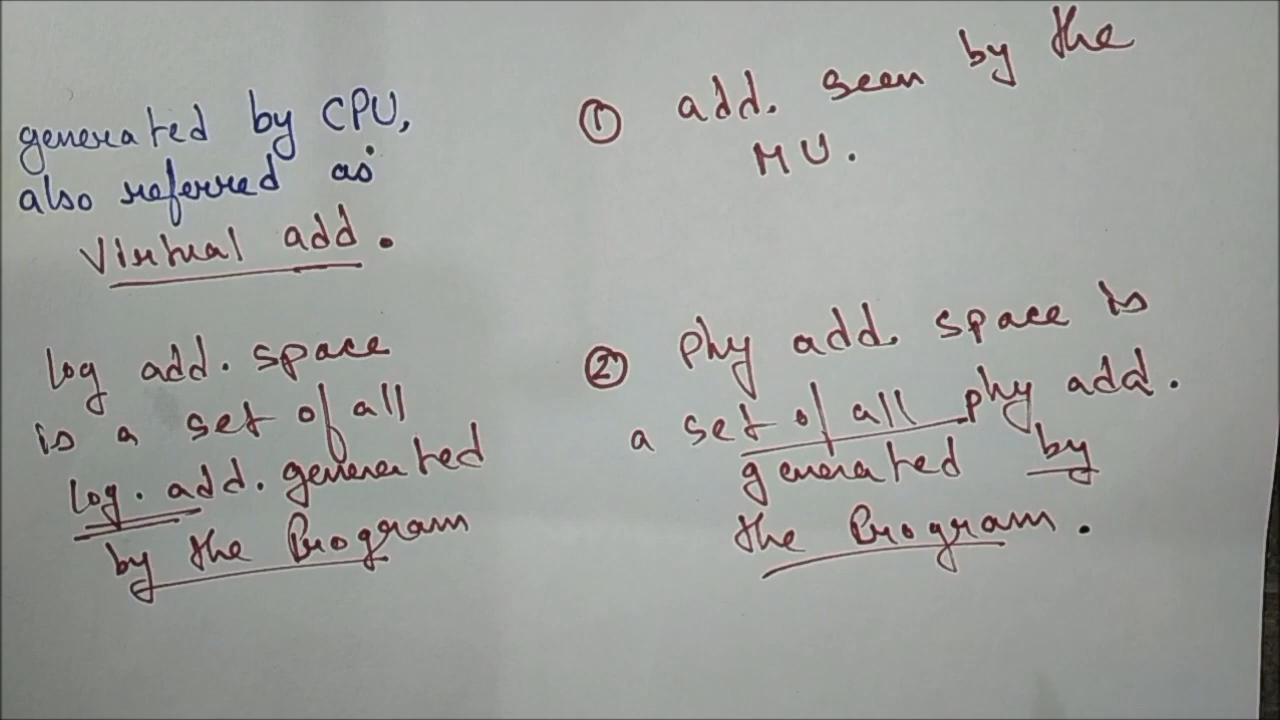 generated by CPU,
also referred as
Virtual add.
log add. space
is a set of all
log. add. generated
by the Program
① add. seen by the
MU.
② phy add. space is
a set of all phy add.
generated by
the Program.